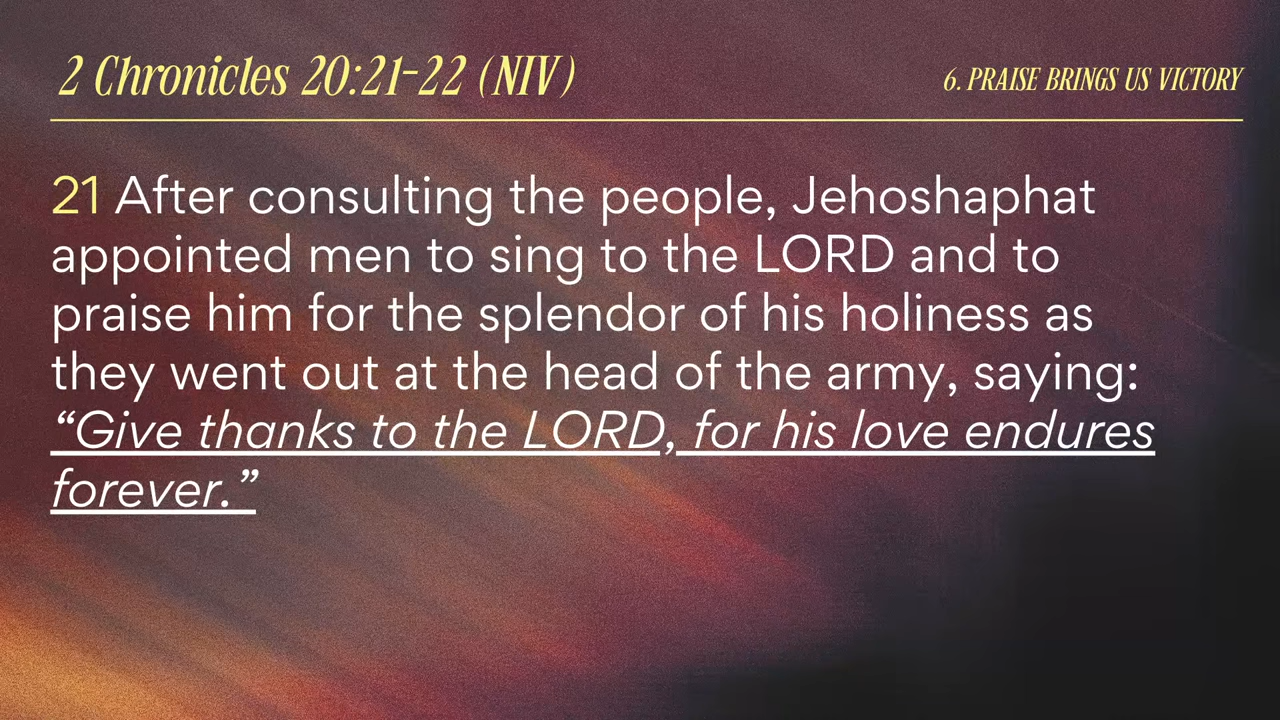 2 Chronicles 20:21-22 (NIV)
6. PRAISE BRINGS US VICTORY
21 After consulting the people, Jehoshaphat
appointed men to sing to the LORD and to
praise him for the splendor of his holiness as
they went out at the head of the army, saying:
“Give thanks to the LORD, for his love endures
forever.”